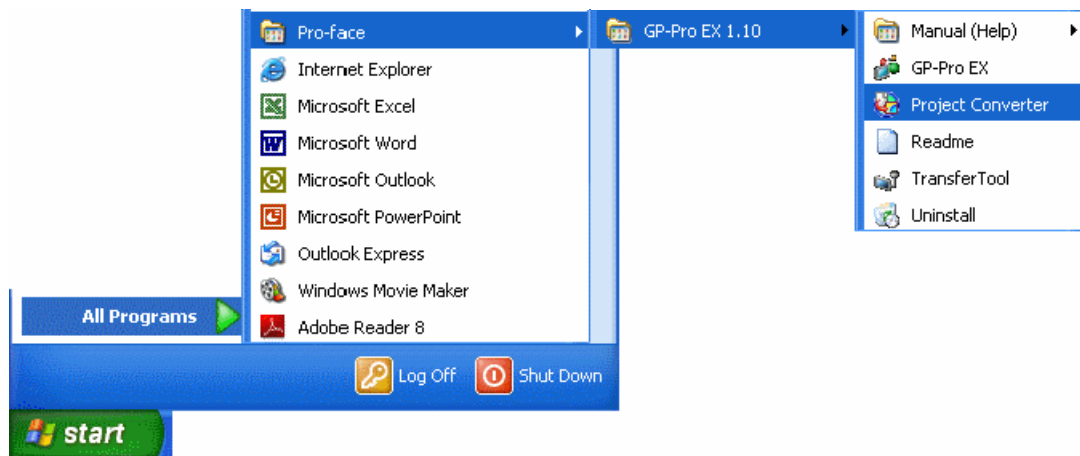 Pro-face
Internet Explorer
Microsoft Excel
Microsoft Word
Microsoft Outlook
Microsoft PowerPoint
Outlook Express
Windows Movie Maker
Adobe Reader 8
GP-Pro EX 1.10
Manual (Help)
GP-Pro EX
Project Converter
Readme
TransferTool
Uninstall
All Programs
Log Off
Shut Down
start